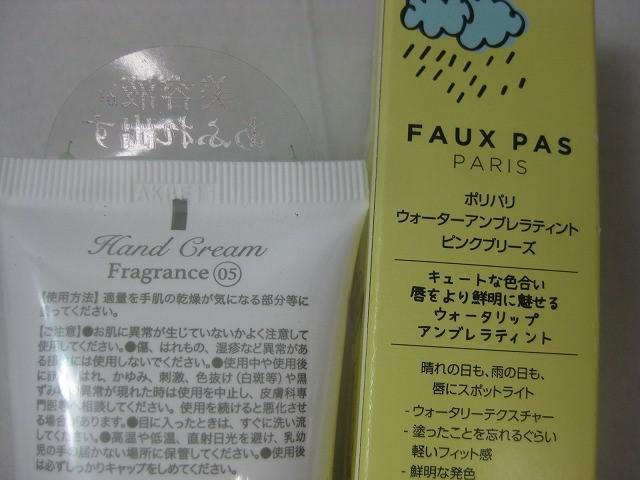 Hand Cream
Fragrance 05
【使用方法】適量を手肌の乾燥が気になる部分等に
ってください。
【ご注意】●お肌に異常が生じていないかよく注意して
使用してください。●傷、はれもの、湿疹など異常があ
る には使用しないでください。●使用中や使用後
に はれ、かゆみ、刺激、色抜け(白斑等)や黒
ずみ 異常が現れた時は使用を中止し、皮膚科専
門医 へ相談してください。使用を続けると悪化させ
る場合があります。●目に入ったときは、すぐに洗い流
してください。●高温や低温、直射日光を避け、乳幼
児の手の届かない場所に保管してください。●使用後
は必ずしっかりキャップをしめてください。
美容液が
あふれ出す
FAUX PAS
PARIS
ポリパリ
ウォーターアンブレラティント
ピンクブリーズ
キュートな色合い
唇をより鮮明に魅せる
ウォータリップ
アンブレラティント
晴れの日も、雨の日も、
唇にスポットライト
- ウォータリーテクスチャー
- 塗ったことを忘れるぐらい
軽いフィット感
- 鮮明な発色